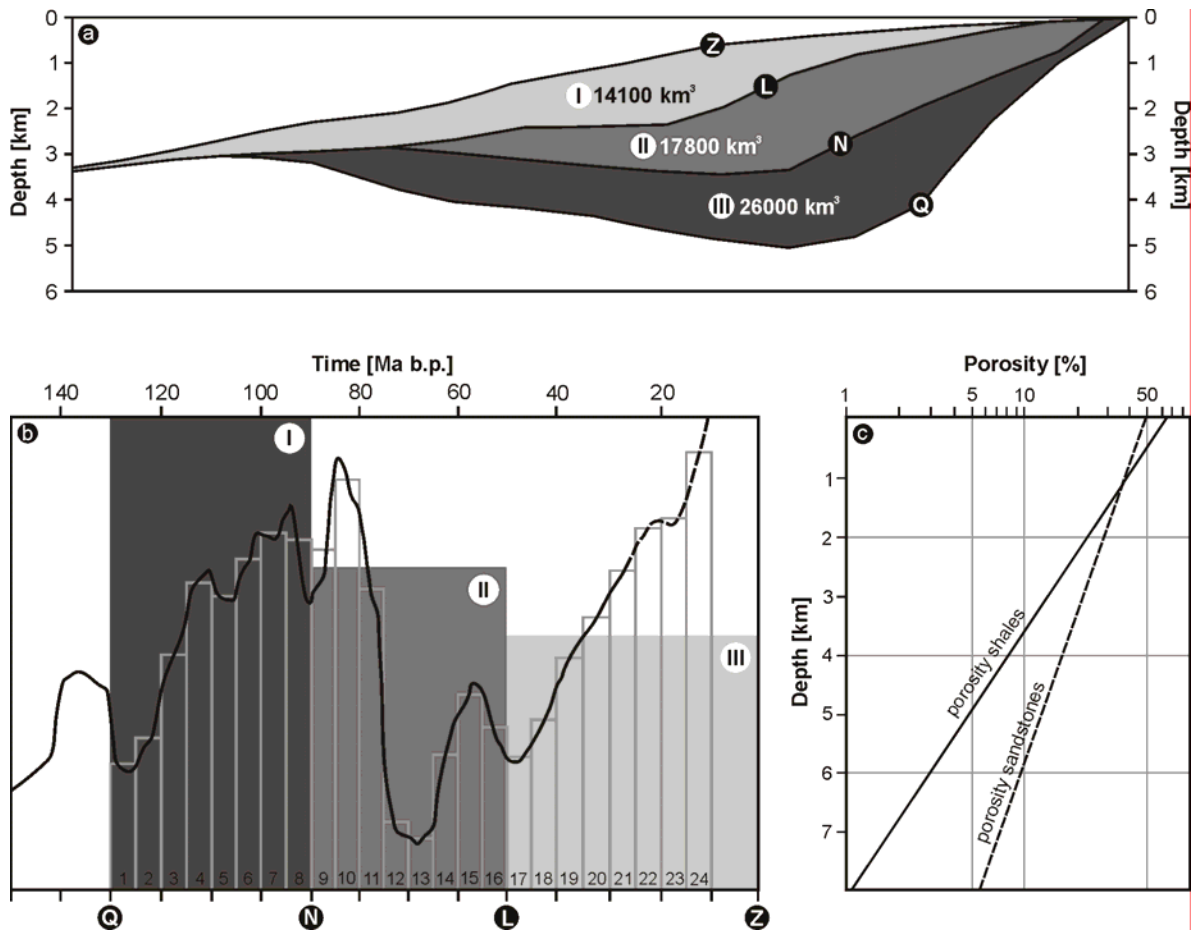 0
1
2
3
4
5
6
Depth [km]
a
Z
L
N
Q
I 14100 km³
II 17800 km³
III 26000 km³
0
1
2
3
4
5
6
Depth [km]
Time [Ma b.p.]
140 120 100 80 60 40 20
b
I
II
III
1 2 3 4 5 6 7 8 9 10 11 12 13 14 15 16 17 18 19 20 21 22 23 24
Q N L Z
Porosity [%]
1 5 10 50
c
1
2
3
4
5
6
7
Depth [km]
porosity shales
porosity sandstones